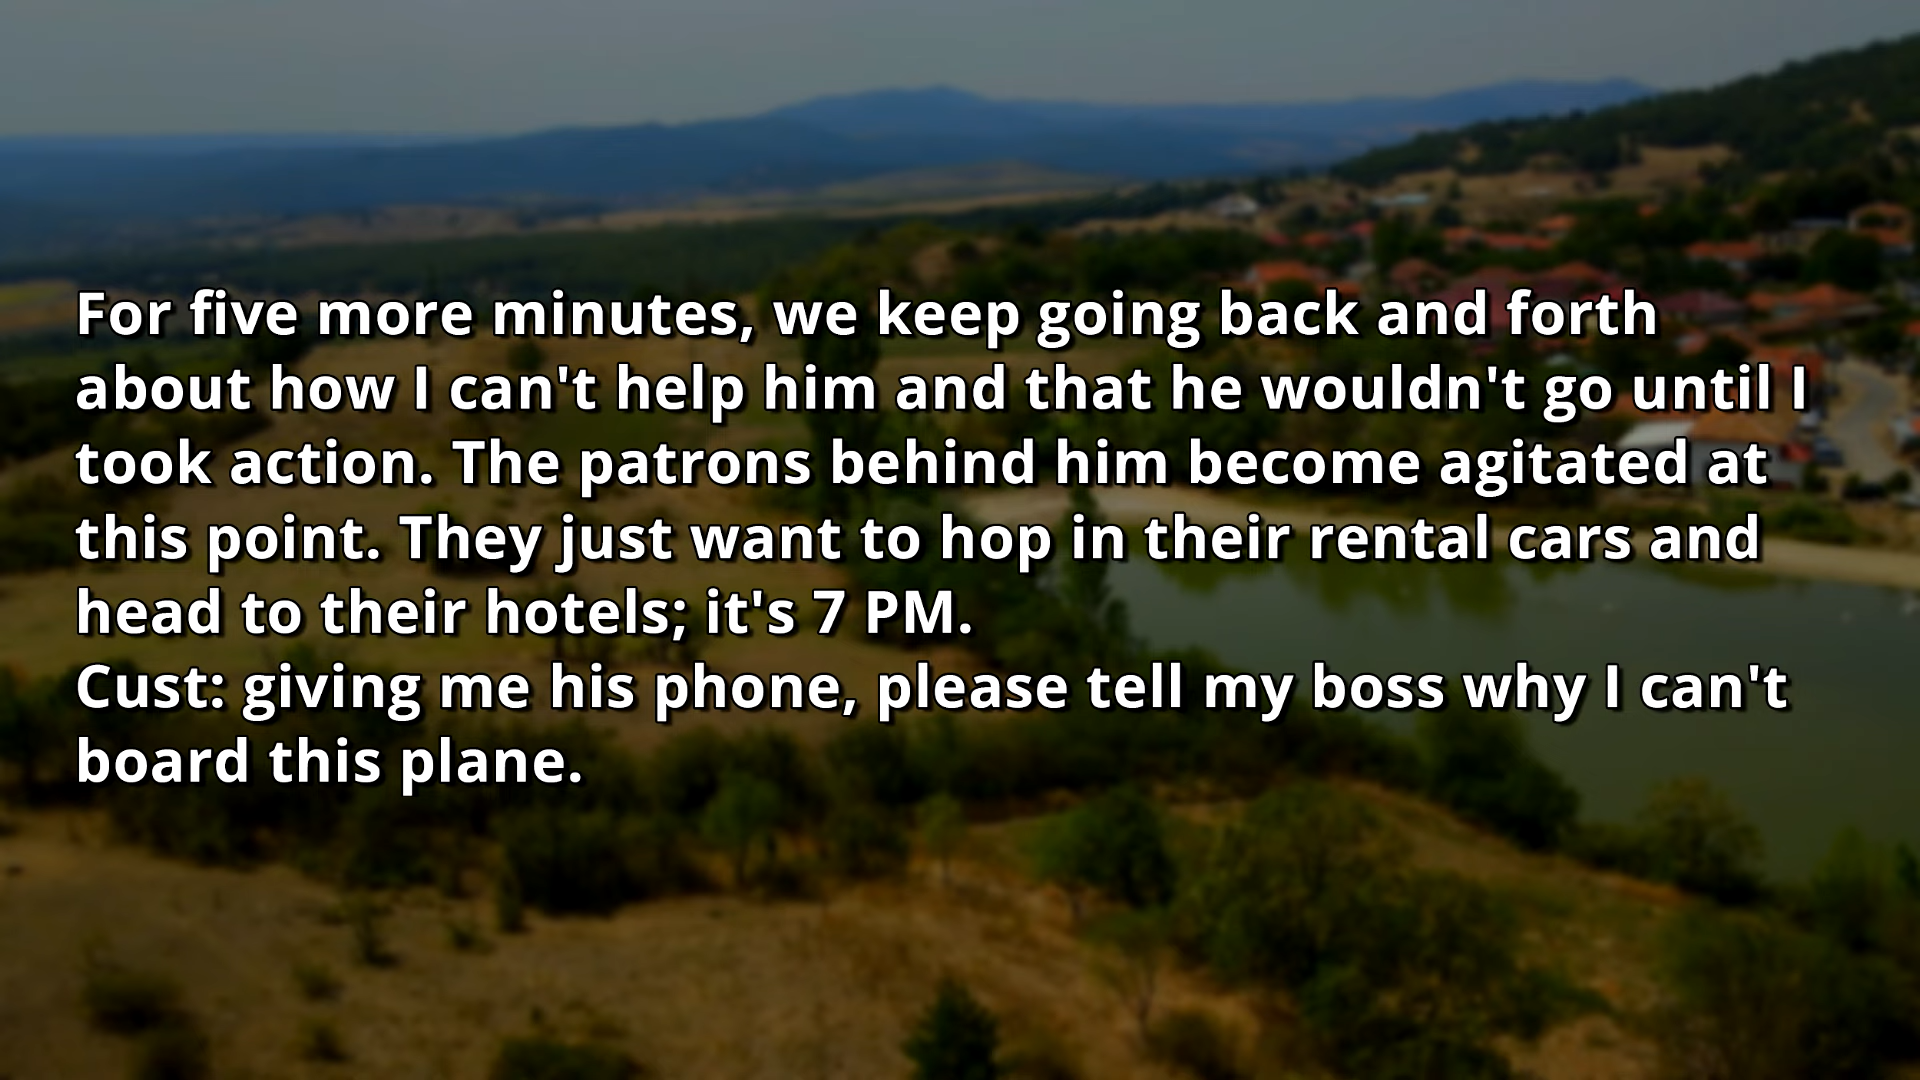 For five more minutes, we keep going back and forth
about how I can't help him and that he wouldn't go until I
took action. The patrons behind him become agitated at
this point. They just want to hop in their rental cars and
head to their hotels; it's 7 PM.
Cust: giving me his phone, please tell my boss why I can't
board this plane.